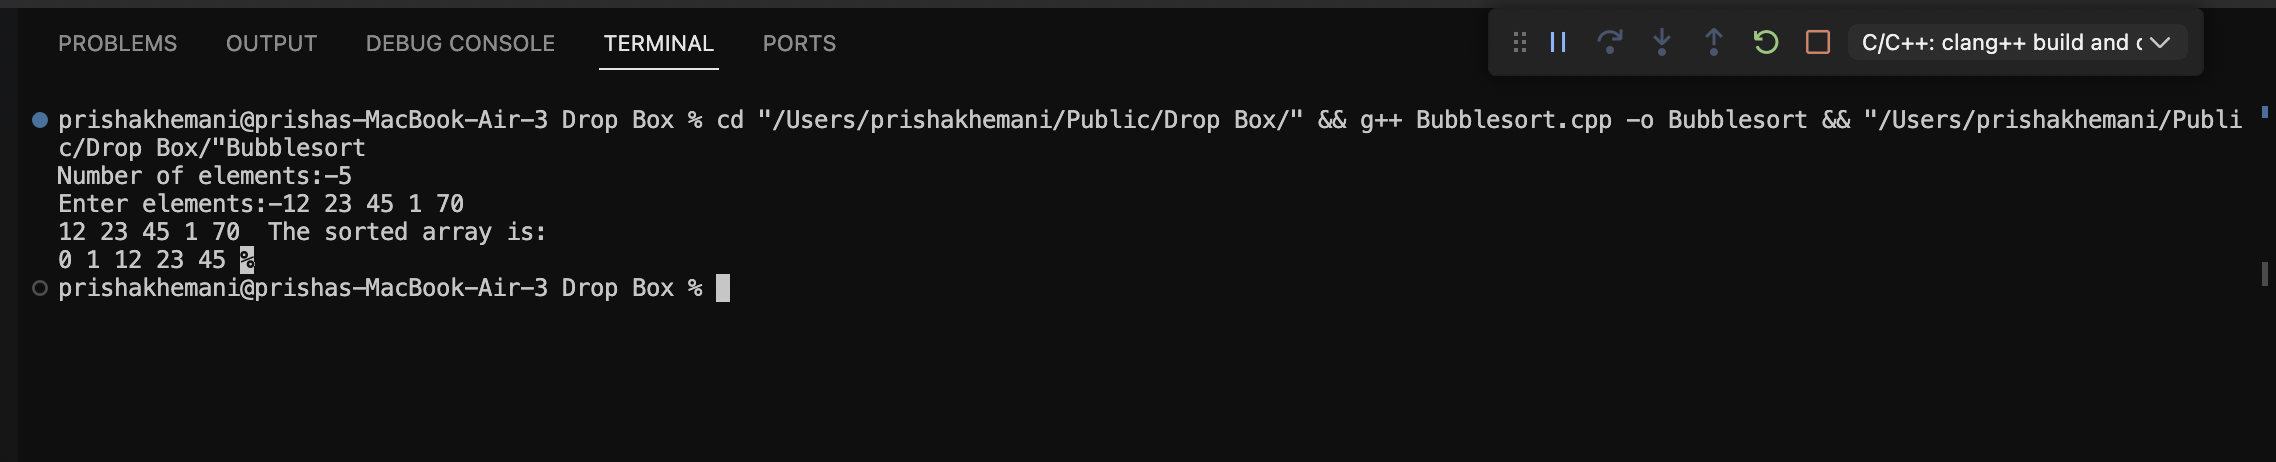 PROBLEMS OUTPUT DEBUG CONSOLE TERMINAL PORTS C/C++: clang++ build and
prishakhemani@prishas-MacBook-Air-3 Drop Box % cd "/Users/prishakhemani/Public/Drop Box/" && g++ Bubblesort.cpp -o Bubblesort && "/Users/prishakhemani/Publi
c/Drop Box/"Bubblesort
Number of elements:-5
Enter elements:-12 23 45 1 70
12 23 45 1 70  The sorted array is:
0 1 12 23 45 %
prishakhemani@prishas-MacBook-Air-3 Drop Box %